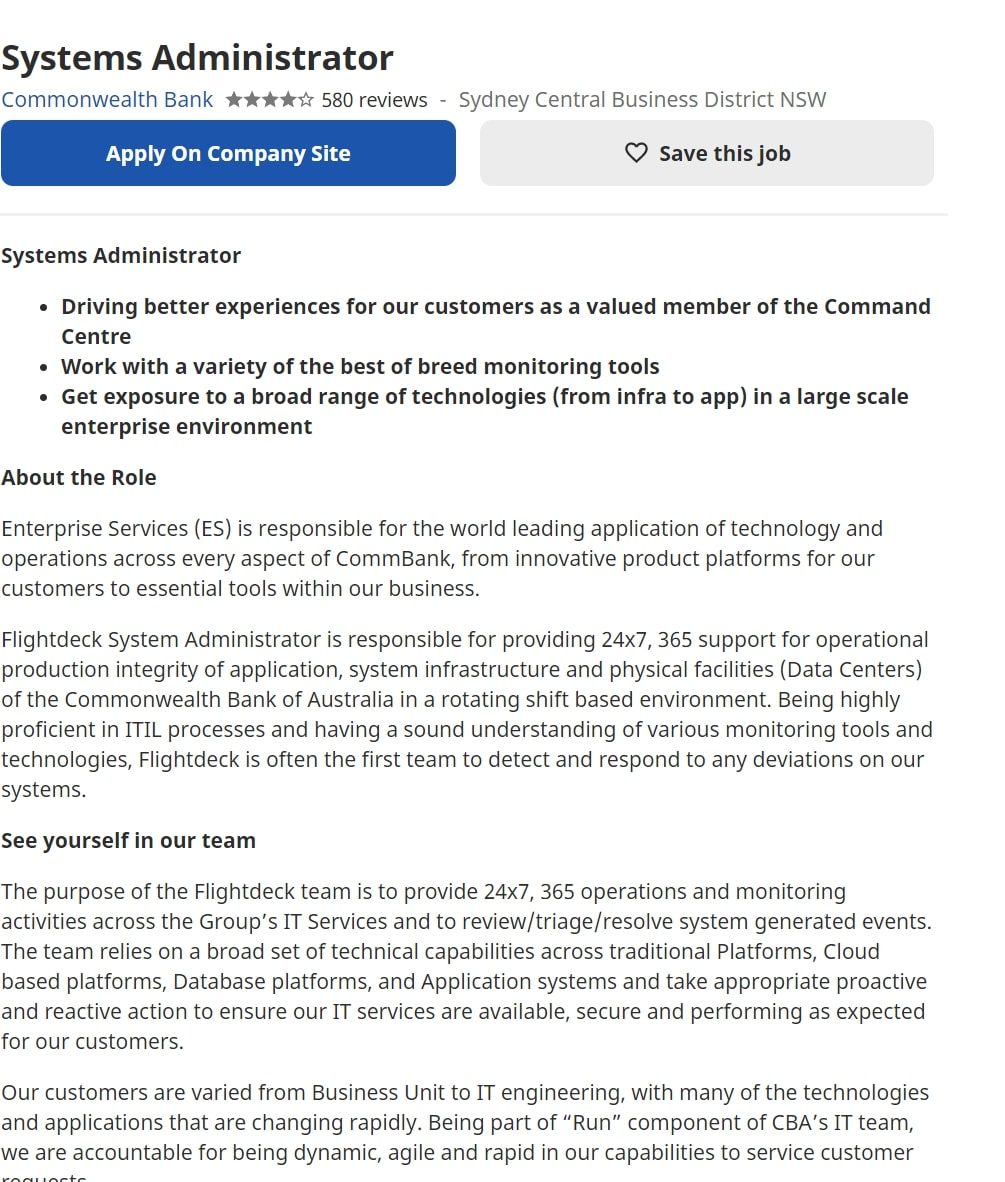 Systems Administrator
Commonwealth Bank 580 reviews - Sydney Central Business District NSW
Apply On Company Site
Save this job
Systems Administrator
• Driving better experiences for our customers as a valued member of the Command
Centre
• Work with a variety of the best of breed monitoring tools
• Get exposure to a broad range of technologies (from infra to app) in a large scale
enterprise environment
About the Role
Enterprise Services (ES) is responsible for the world leading application of technology and
operations across every aspect of CommBank, from innovative product platforms for our
customers to essential tools within our business.
Flightdeck System Administrator is responsible for providing 24x7, 365 support for operational
production integrity of application, system infrastructure and physical facilities (Data Centers)
of the Commonwealth Bank of Australia in a rotating shift based environment. Being highly
proficient in ITIL processes and having a sound understanding of various monitoring tools and
technologies, Flightdeck is often the first team to detect and respond to any deviations on our
systems.
See yourself in our team
The purpose of the Flightdeck team is to provide 24x7, 365 operations and monitoring
activities across the Group’s IT Services and to review/triage/resolve system generated events.
The team relies on a broad set of technical capabilities across traditional Platforms, Cloud
based platforms, Database platforms, and Application systems and take appropriate proactive
and reactive action to ensure our IT services are available, secure and performing as expected
for our customers.
Our customers are varied from Business Unit to IT engineering, with many of the technologies
and applications that are changing rapidly. Being part of “Run” component of CBA’s IT team,
we are accountable for being dynamic, agile and rapid in our capabilities to service customer
requests.